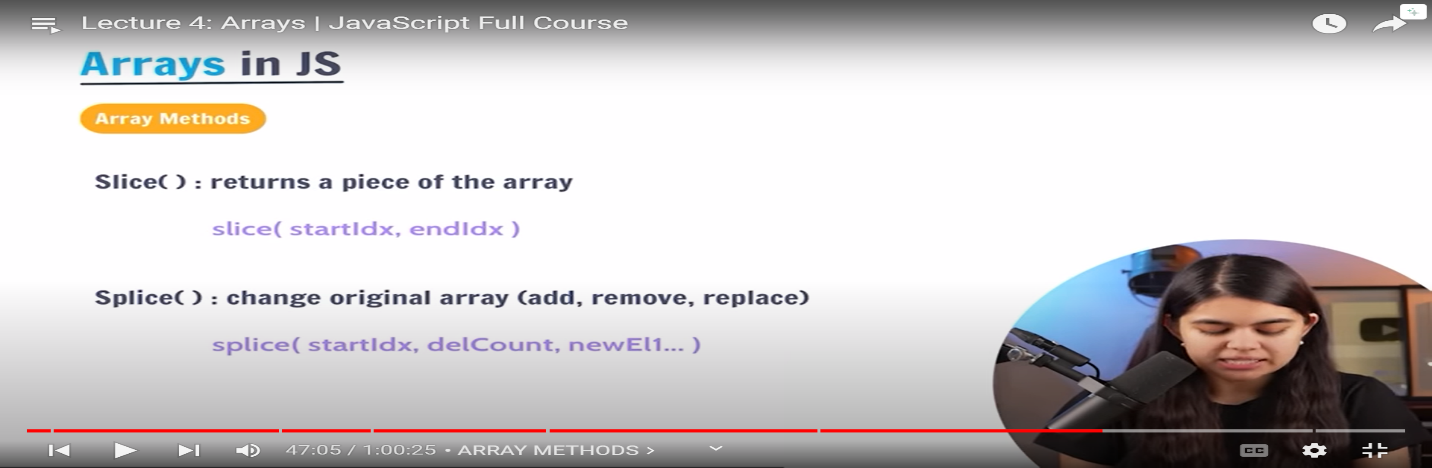 Lecture 4: Arrays | JavaScript Full Course
Arrays in JS
Array Methods
Slice( ) : returns a piece of the array
slice( startIdx, endIdx )
Splice( ) : change original array (add, remove, replace)
splice( startIdx, delCount, newEl1... )
47:05 / 1:00:25 • ARRAY METHODS >
CC